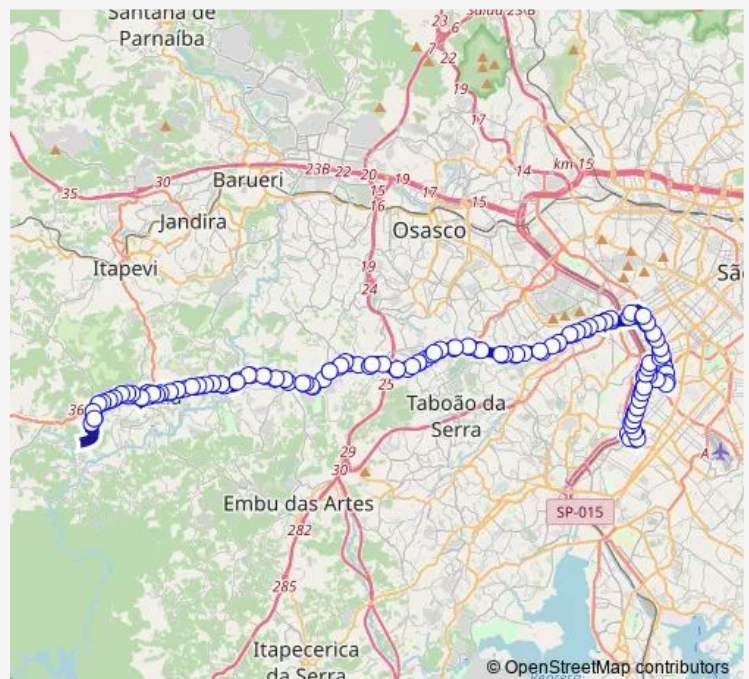 Santana de
Parnaíba
23
6
7
22
19
17
km 15
14
35
30
23B
22
20
19
17
15
15
16
Barueri
Jandira
Osasco
Itapevi
19
24
36
25
Taboão da
Serra
29
30
A
Embu das Artes
282
SP-015
285
Itapecerica
da Serra
© OpenStreetMap contributors